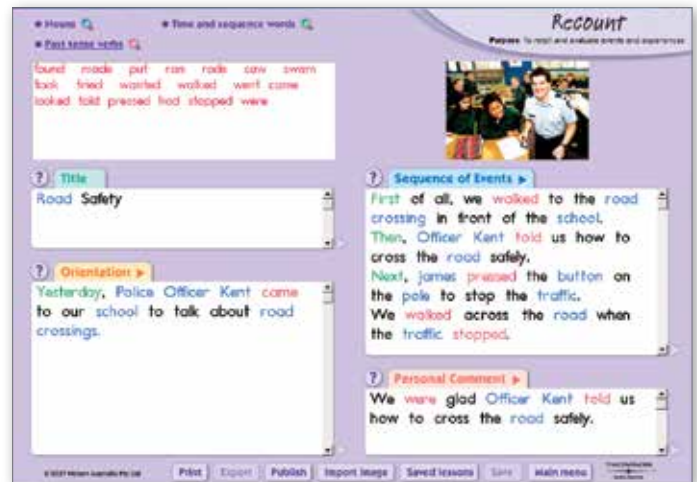 Nouns
Time and sequence words
Past tense verbs
Recount
Purpose: To retell and evaluate events and experiences
found made put ran rode saw swam
took tried wanted walked went came
looked told pressed had stopped were
? Title
Road Safety
? Orientation
Yesterday, Police Officer Kent came
to our school to talk about road
crossings.
? Sequence of Events
First of all, we walked to the road
crossing in front of the school.
Then, Officer Kent told us how to
cross the road safely.
Next, james pressed the button on
the pole to stop the traffic.
We walked across the road when
the traffic stopped.
? Personal Comment
We were glad Officer Kent told us
how to cross the road safely.
Print Export Publish Import Image Saved lessons Save Main menu